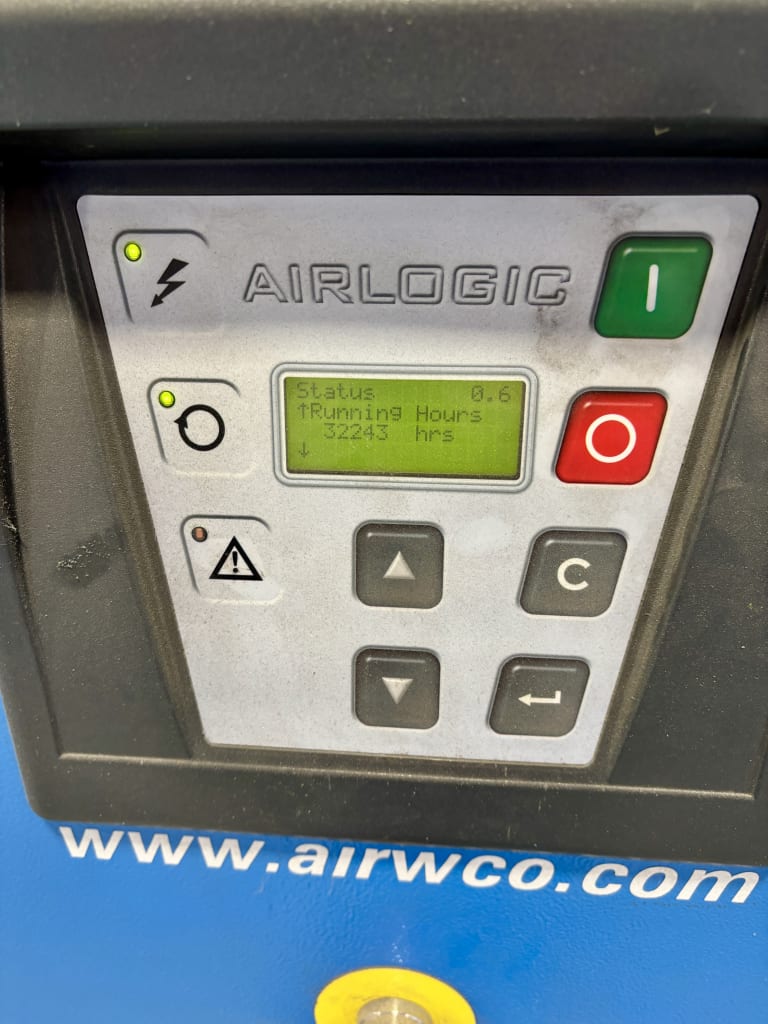 AIRLOGIC
I
Status 0.6
↑Running Hours
32243 hrs
↓
O
C
www.airwco.com